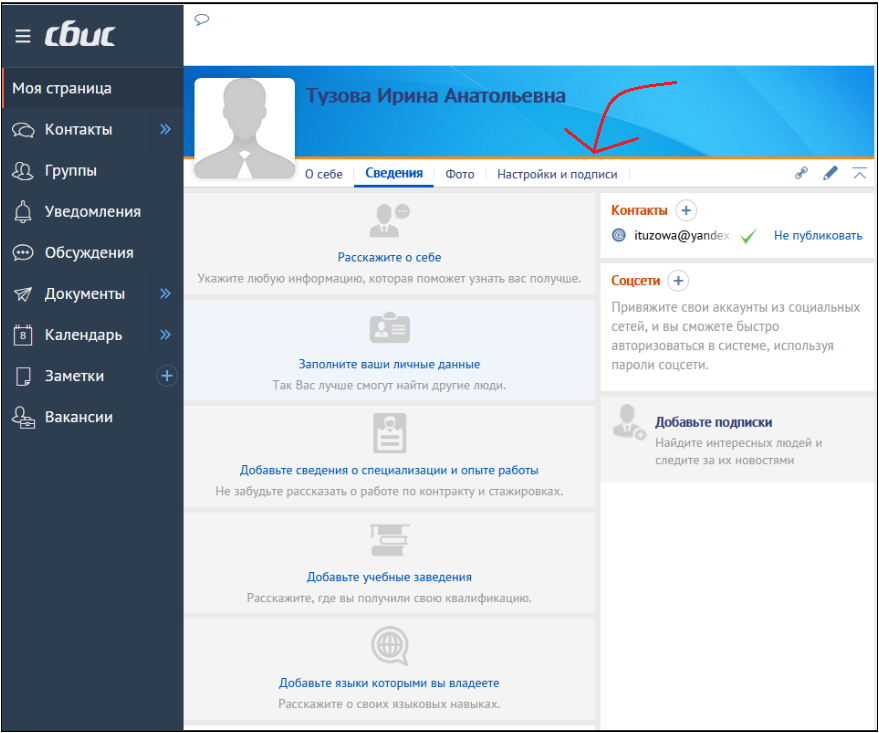 сбис
Моя страница
Контакты
Группы
Уведомления
Обсуждения
Документы
8 Календарь
Заметки
Вакансии
Тузова Ирина Анатольевна
О себе Сведения Фото Настройки и подписи
Расскажите о себе
Укажите любую информацию, которая поможет узнать вас получше.
Заполните ваши личные данные
Так Вас лучше смогут найти другие люди.
Добавьте сведения о специализации и опыте работы
Не забудьте рассказать о работе по контракту и стажировках.
Добавьте учебные заведения
Расскажите, где вы получили свою квалификацию.
Добавьте языки которыми вы владеете
Расскажите о своих языковых навыках.
Контакты +
@ ituzowa@yandex. Не публиковать
Соцсети +
Привяжите свои аккаунты из социальных
сетей, и вы сможете быстро
авторизоваться в системе, используя
пароли соцсети.
Добавьте подписки
Найдите интересных людей и
следите за их новостями